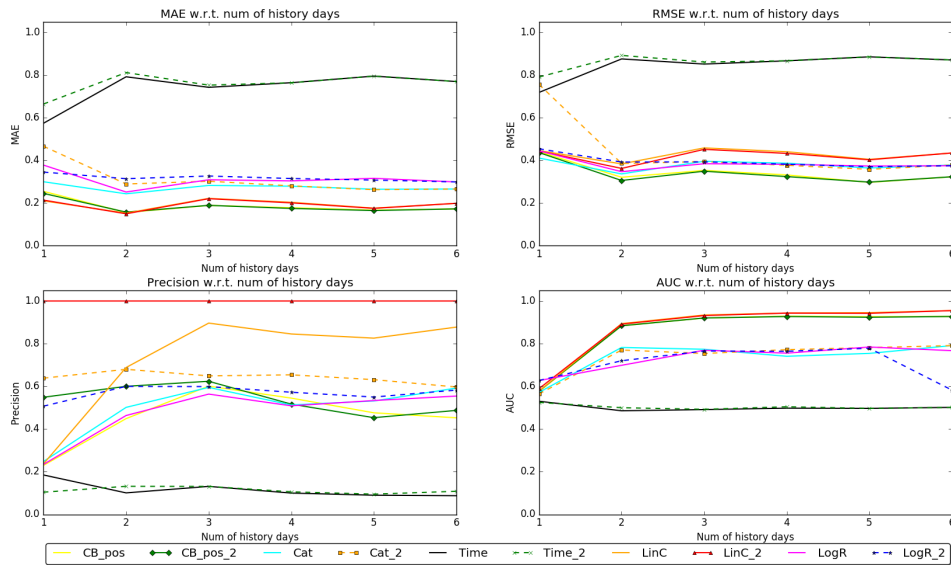 MAE w.r.t. num of history days
1.0
0.8
0.6
0.4
0.2
0.0
MAE
1 2 3 4 5 6
Num of history days
RMSE w.r.t. num of history days
1.0
0.8
0.6
0.4
0.2
0.0
RMSE
1 2 3 4 5 6
Num of history days
Precision w.r.t. num of history days
1.0
0.8
0.6
0.4
0.2
0.0
Precision
1 2 3 4 5 6
Num of history days
AUC w.r.t. num of history days
1.0
0.8
0.6
0.4
0.2
0.0
AUC
1 2 3 4 5 6
Num of history days
CB_pos CB_pos_2 Cat Cat_2 Time Time_2 LinC LinC_2 LogR LogR_2